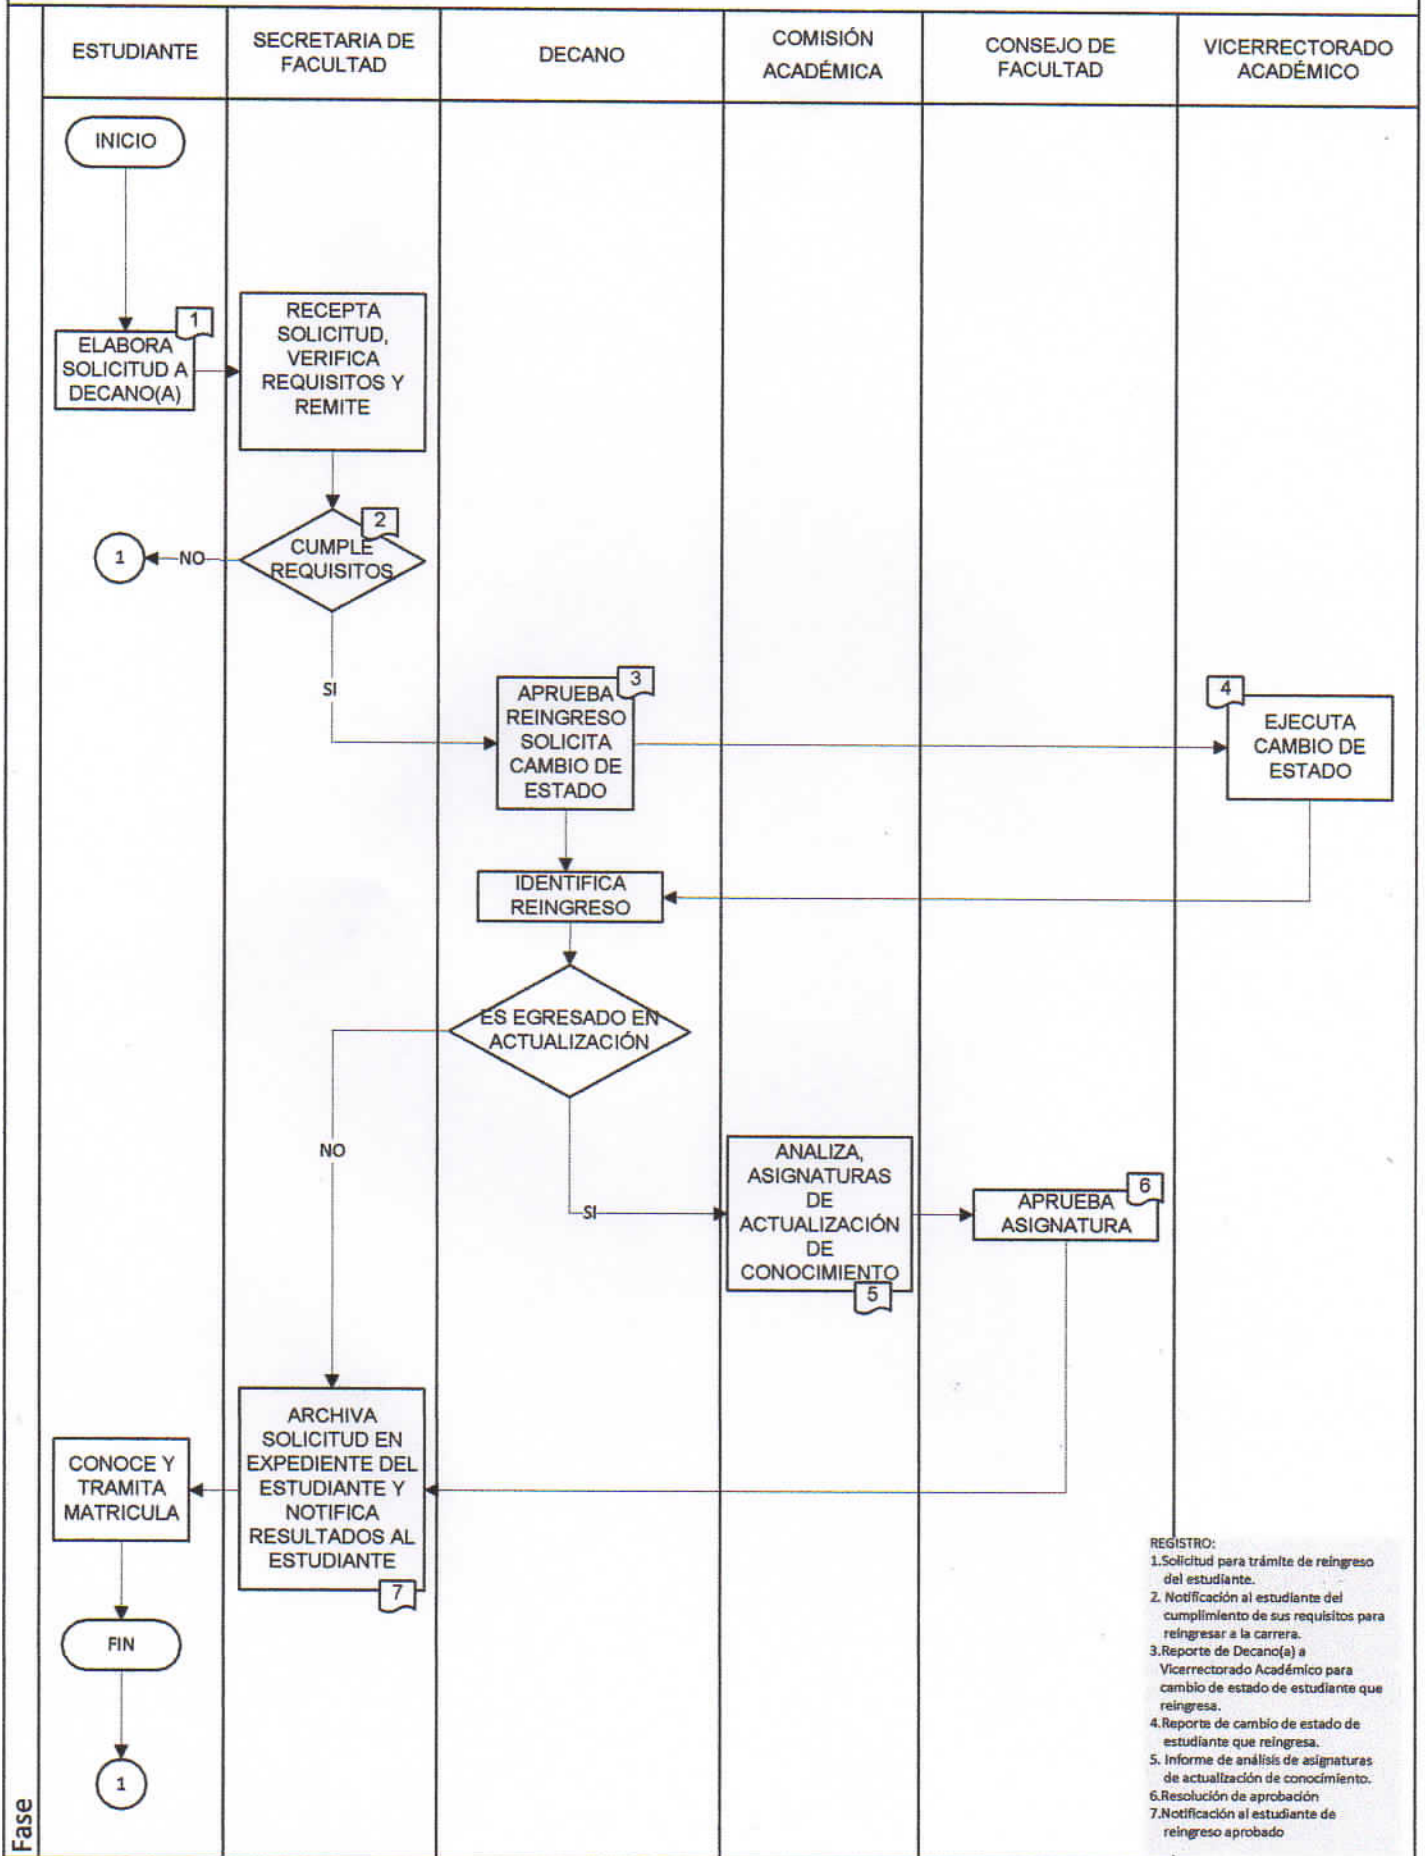 ESTUDIANTE
SECRETARIA DE
FACULTAD
DECANO
COMISIÓN
ACADÉMICA
CONSEJO DE
FACULTAD
VICERRECTORADO
ACADÉMICO
INICIO
1
ELABORA
SOLICITUD A
DECANO(A)
RECEPTA
SOLICITUD,
VERIFICA
REQUISITOS Y
REMITE
2
CUMPLE
REQUISITOS
NO
1
SI
3
APRUEBA
REINGRESO
SOLICITA
CAMBIO DE
ESTADO
4
EJECUTA
CAMBIO DE
ESTADO
IDENTIFICA
REINGRESO
ES EGRESADO EN
ACTUALIZACIÓN
NO
SI
ANALIZA,
ASIGNATURAS
DE
ACTUALIZACIÓN
DE
CONOCIMIENTO
5
6
APRUEBA
ASIGNATURA
ARCHIVA
SOLICITUD EN
EXPEDIENTE DEL
ESTUDIANTE Y
NOTIFICA
RESULTADOS AL
ESTUDIANTE
7
CONOCE Y
TRAMITA
MATRICULA
FIN
1
Fase
REGISTRO:
1.Solicitud para trámite de reingreso
del estudiante.
2. Notificación al estudiante del
cumplimiento de sus requisitos para
reingresar a la carrera.
3.Reporte de Decano(a) a
Vicerrectorado Académico para
cambio de estado de estudiante que
reingresa.
4.Reporte de cambio de estado de
estudiante que reingresa.
5. Informe de análisis de asignaturas
de actualización de conocimiento.
6.Resolución de aprobación
7.Notificación al estudiante de
reingreso aprobado